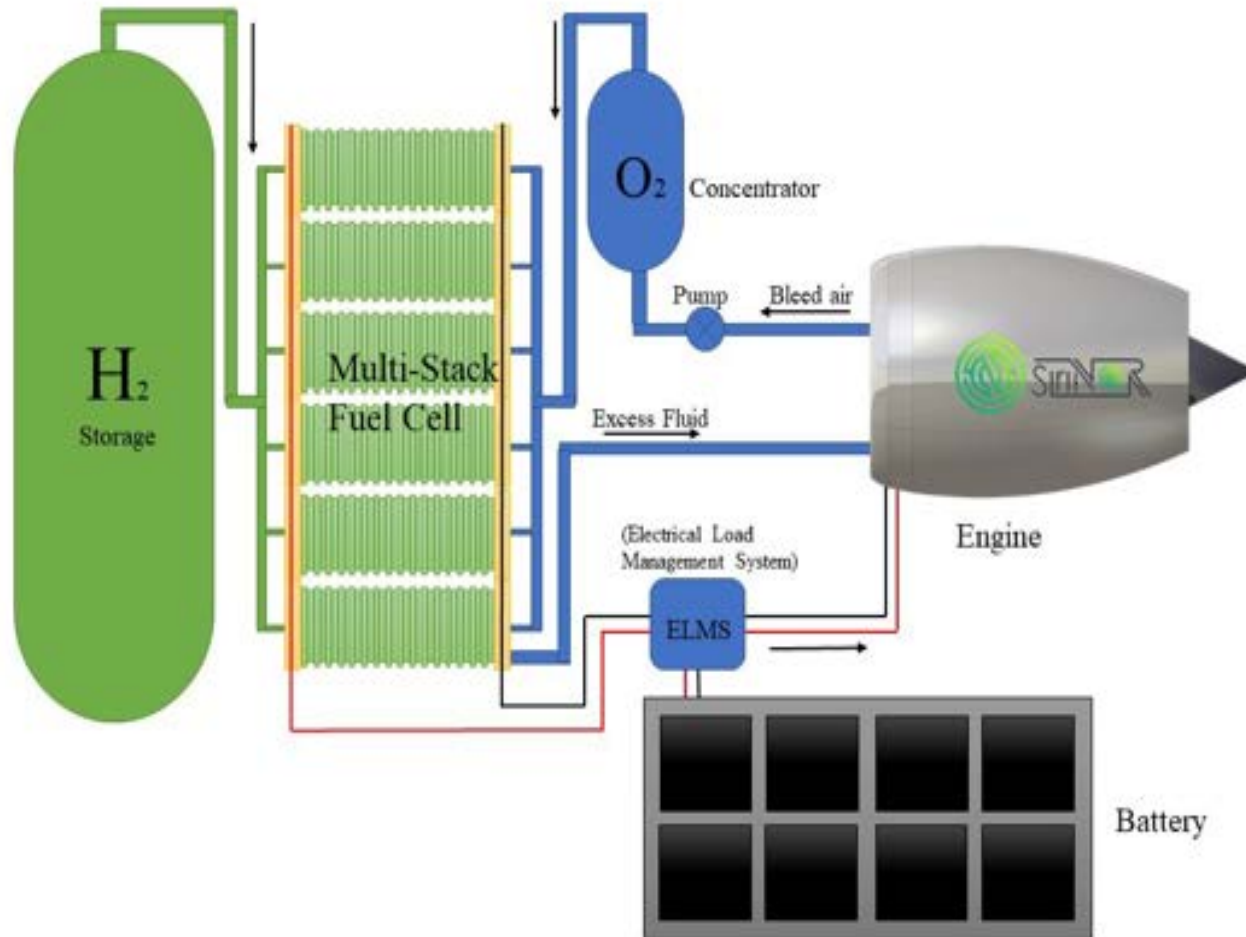 H2
Storage
Multi-Stack
Fuel Cell
O2
Concentrator
Pump
Bleed air
Excess Fluid
Engine
(Electrical Load
Management System)
ELMS
Battery